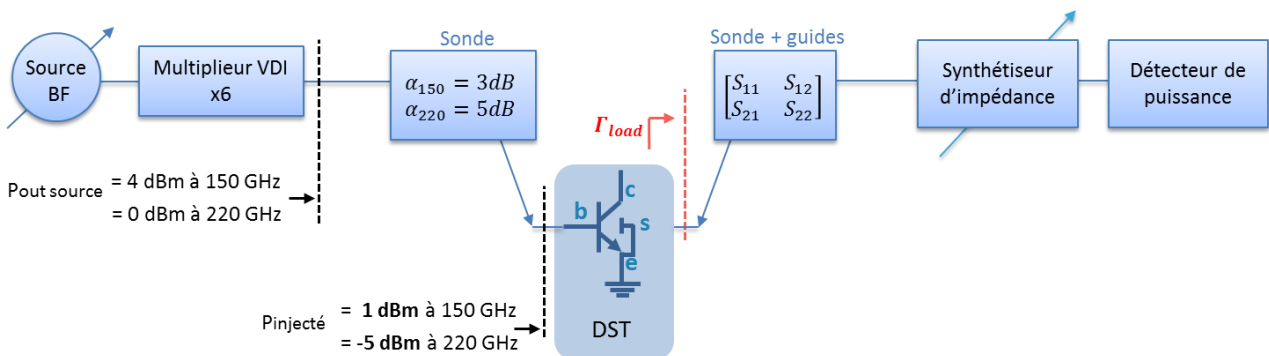 Source
BF
Multiplieur VDI
x6
Sonde
α₁₅₀ = 3dB
α₂₂₀ = 5dB
Sonde + guides
S₁₁ S₁₂
S₂₁ S₂₂
Synthétiseur
d'impédance
Détecteur de
puissance
Γload
Pout source = 4 dBm à 150 GHz
= 0 dBm à 220 GHz
c
b
s
e
DST
Pinjecté = 1 dBm à 150 GHz
= -5 dBm à 220 GHz